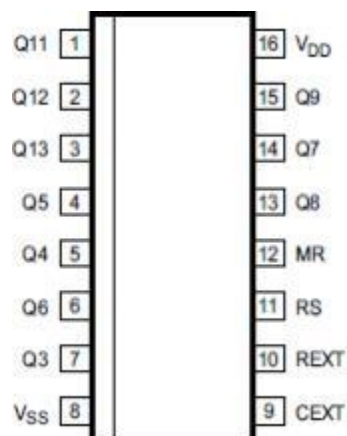 Q11 1 16 VDD
Q12 2 15 Q9
Q13 3 14 Q7
Q5 4 13 Q8
Q4 5 12 MR
Q6 6 11 RS
Q3 7 10 REXT
VSS 8 9 CEXT